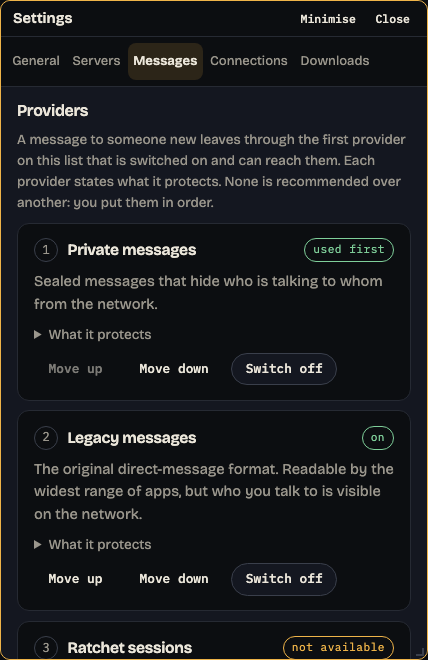 Settings
Minimise
Close
General
Servers
Messages
Connections
Downloads
Providers
A message to someone new leaves through the first provider
on this list that is switched on and can reach them. Each
provider states what it protects. None is recommended over
another: you put them in order.
1
Private messages
used first
Sealed messages that hide who is talking to whom
from the network.
What it protects
Move up
Move down
Switch off
2
Legacy messages
on
The original direct-message format. Readable by the
widest range of apps, but who you talk to is visible
on the network.
What it protects
Move up
Move down
Switch off
3
Ratchet sessions
not available